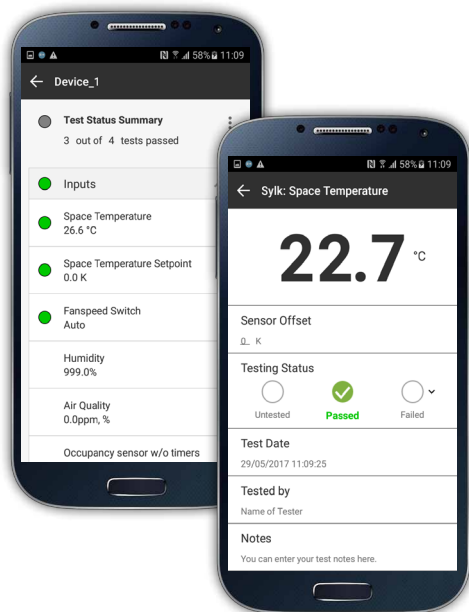 58% 11:09
Device_1
Test Status Summary
3 out of 4 tests passed
Inputs
Space Temperature
26.6 °C
Space Temperature Setpoint
0.0 K
Fanspeed Switch
Auto
Humidity
999.0%
Air Quality
0.0ppm, %
Occupancy sensor w/o timers
58% 11:09
Sylk: Space Temperature
22.7 °C
Sensor Offset
0 K
Testing Status
Untested Passed Failed
Test Date
29/05/2017 11:09:25
Tested by
Name of Tester
Notes
You can enter your test notes here.